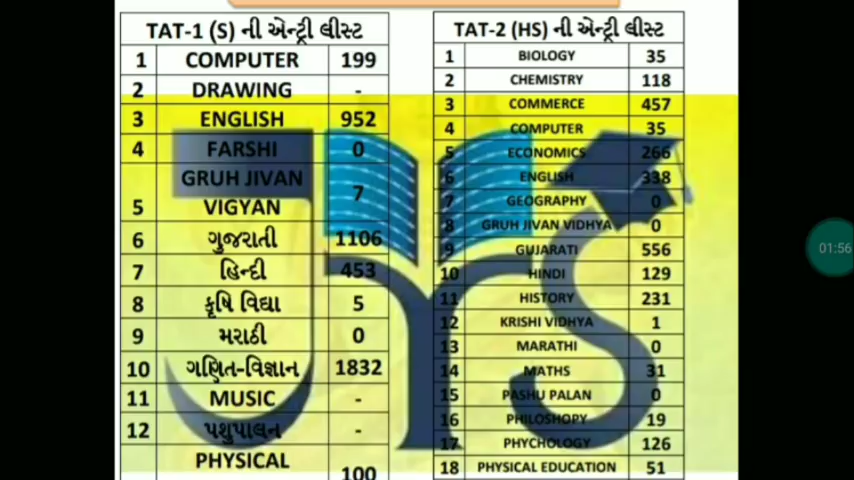 TAT-1 (S) ની એન્ટ્રી લીસ્ટ
1 COMPUTER 199
2 DRAWING -
3 ENGLISH 952
4 FARSHI 0
5 GRUH JIVAN VIGYAN 7
6 ગુજરાતી 1106
7 હિન્દી 453
8 કૃષિ વિદ્યા 5
9 મરાઠી 0
10 ગણિત-વિજ્ઞાન 1832
11 MUSIC -
12 પશુપાલન -
PHYSICAL 100
TAT-2 (HS) ની એન્ટ્રી લીસ્ટ
1 BIOLOGY 35
2 CHEMISTRY 118
3 COMMERCE 457
4 COMPUTER 35
5 ECONOMICS 266
6 ENGLISH 338
7 GEOGRAPHY 0
8 GRUH JIVAN VIDHYA 0
9 GUJARATI 556
10 HINDI 129
11 HISTORY 231
12 KRISHI VIDHYA 1
13 MARATHI 0
14 MATHS 31
15 PASHU PALAN 0
16 PHILOSHOPY 19
17 PHYCHOLOGY 126
18 PHYSICAL EDUCATION 51
01:56